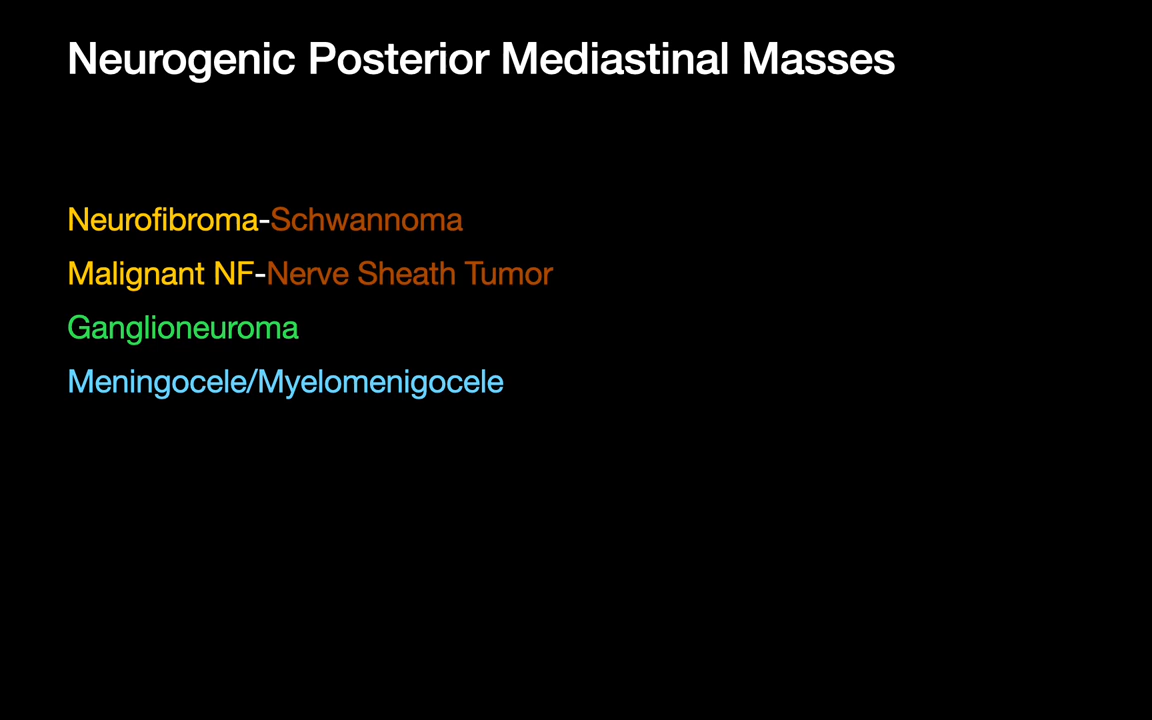 Neurogenic Posterior Mediastinal Masses
Neurofibroma-Schwannoma
Malignant NF-Nerve Sheath Tumor
Ganglioneuroma
Meningocele/Myelomenigocele